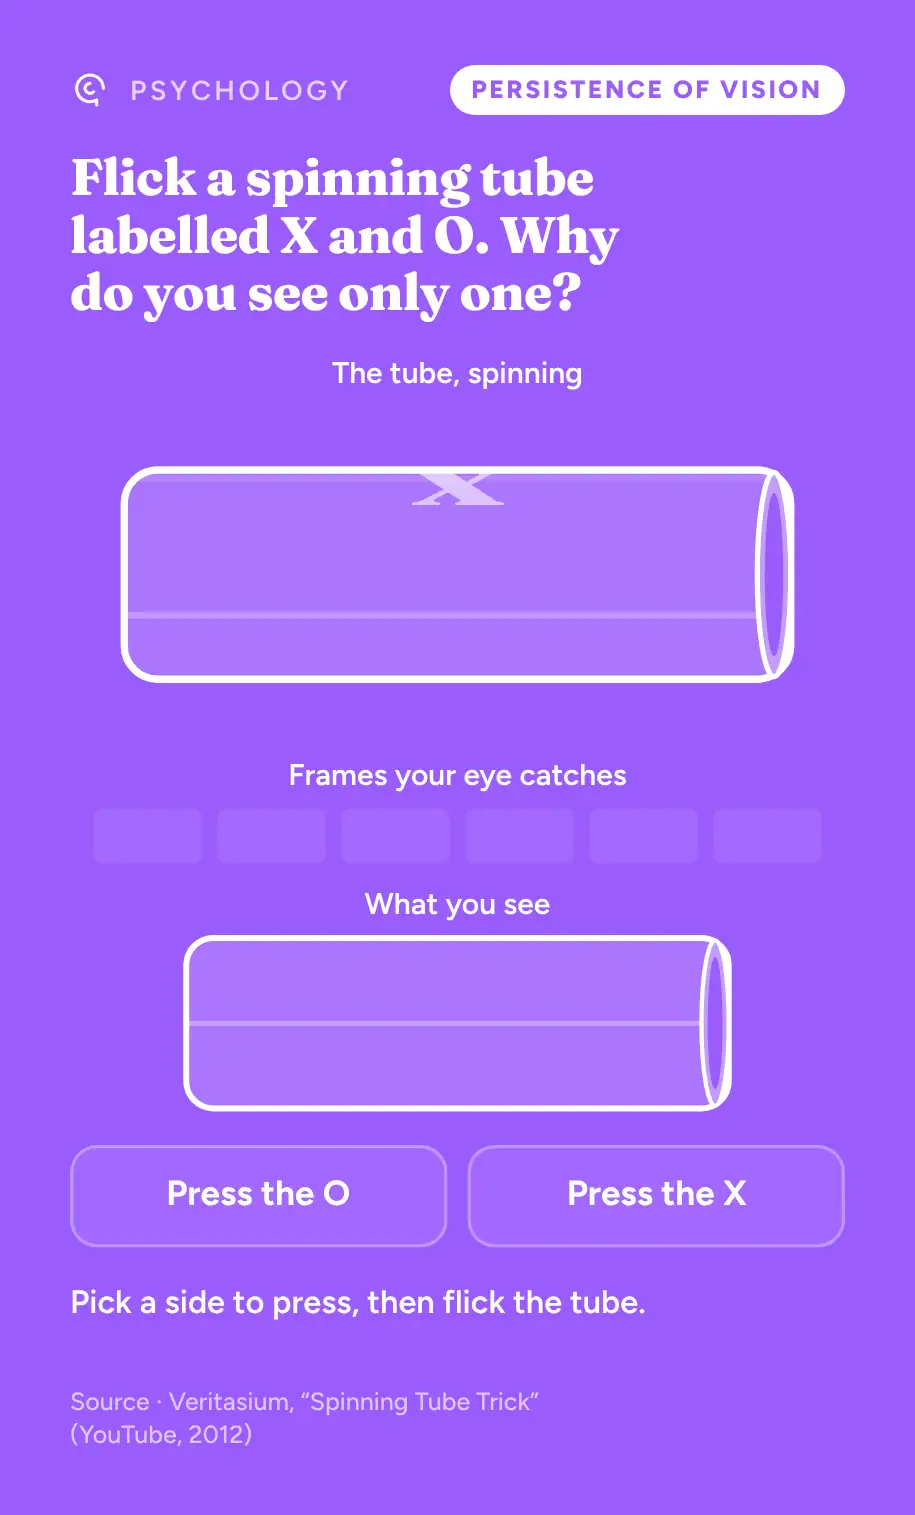 PSYCHOLOGY
PERSISTENCE OF VISION
Flick a spinning tube
labelled X and O. Why
do you see only one?
The tube, spinning
X
Frames your eye catches
What you see
Press the O
Press the X
Pick a side to press, then flick the tube.
Source · Veritasium, “Spinning Tube Trick”
(YouTube, 2012)